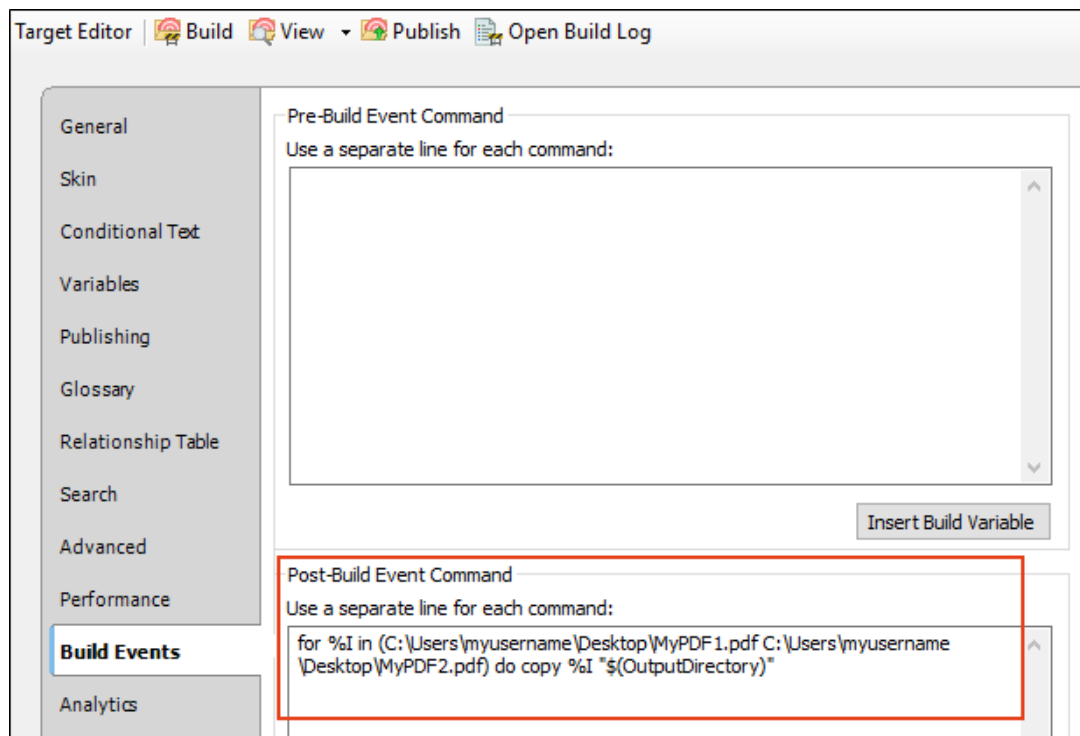 Target Editor Build View Publish Open Build Log
General
Skin
Conditional Text
Variables
Publishing
Glossary
Relationship Table
Search
Advanced
Performance
Build Events
Analytics
Pre-Build Event Command
Use a separate line for each command:
Insert Build Variable
Post-Build Event Command
Use a separate line for each command:
for %I in (C:\Users\myusername\Desktop\MyPDF1.pdf C:\Users\myusername
\Desktop\MyPDF2.pdf) do copy %I "$(OutputDirectory)"